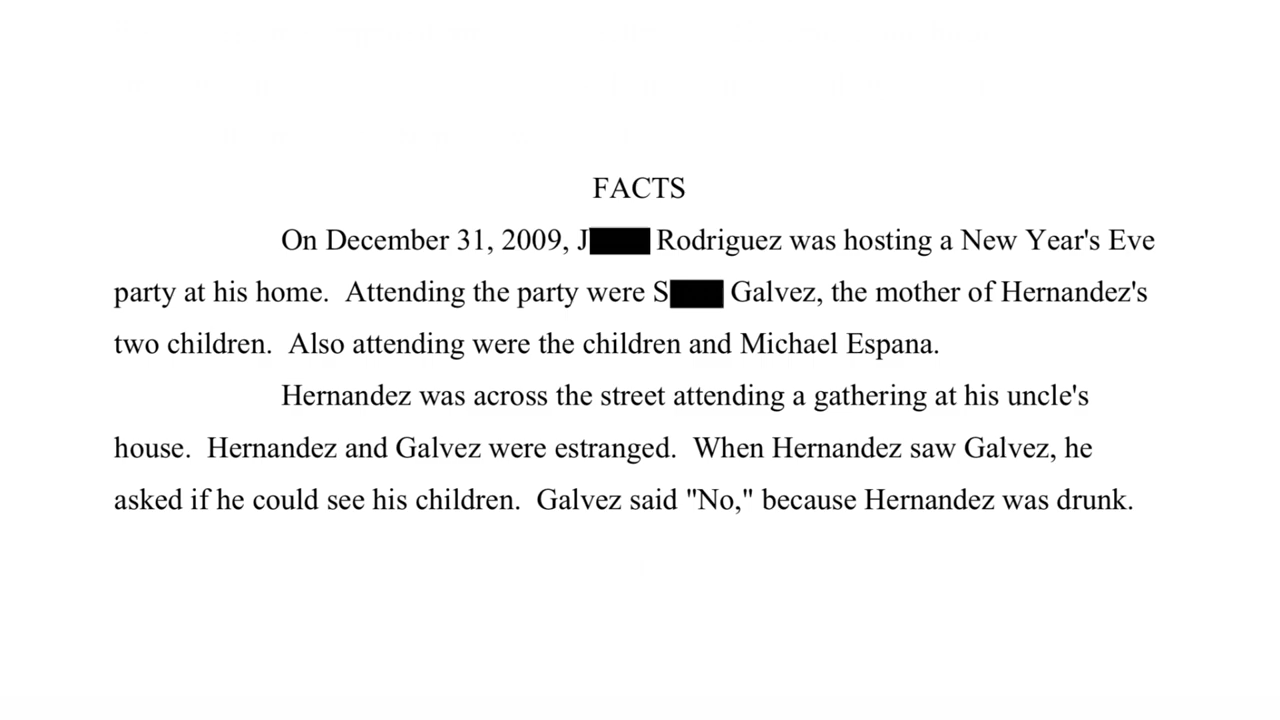 FACTS
On December 31, 2009, J Rodriguez was hosting a New Year's Eve
party at his home. Attending the party were S Galvez, the mother of Hernandez's
two children. Also attending were the children and Michael Espana.
Hernandez was across the street attending a gathering at his uncle's
house. Hernandez and Galvez were estranged. When Hernandez saw Galvez, he
asked if he could see his children. Galvez said "No," because Hernandez was drunk.